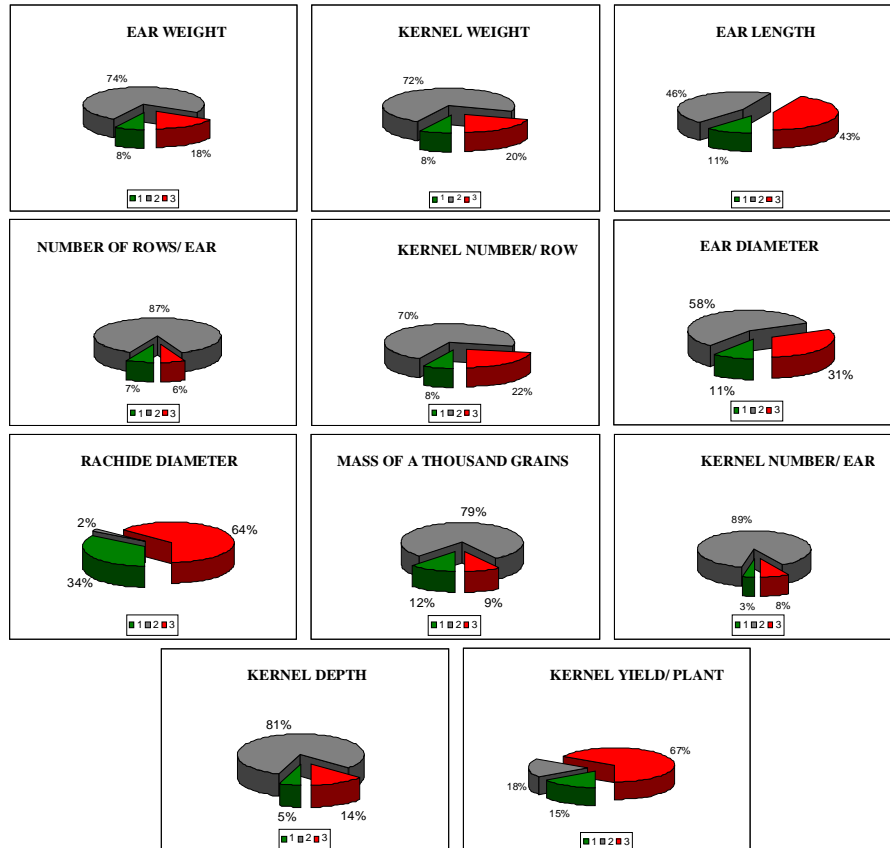 EAR WEIGHT
74%
8%
18%
1 2 3
KERNEL WEIGHT
72%
8%
20%
1 2 3
EAR LENGTH
46%
11%
43%
1 2 3
NUMBER OF ROWS/ EAR
87%
7%
6%
1 2 3
KERNEL NUMBER/ ROW
70%
8%
22%
1 2 3
EAR DIAMETER
58%
11%
31%
1 2 3
RACHIDE DIAMETER
2%
64%
34%
1 2 3
MASS OF A THOUSAND GRAINS
79%
12%
9%
1 2 3
KERNEL NUMBER/ EAR
89%
3%
8%
1 2 3
KERNEL DEPTH
81%
5%
14%
1 2 3
KERNEL YIELD/ PLANT
67%
18%
15%
1 2 3